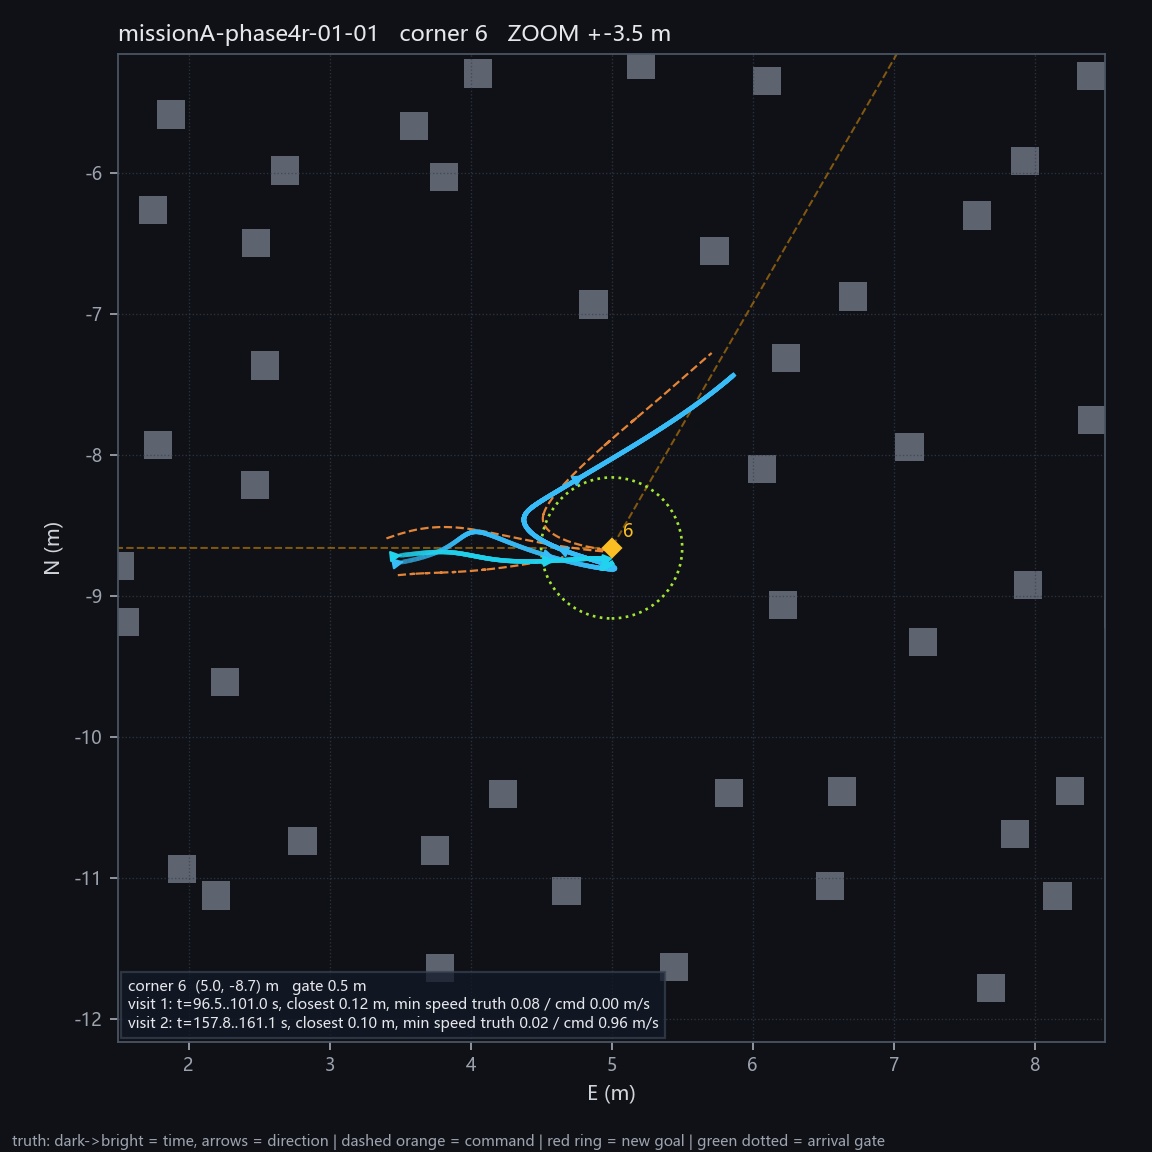 missionA-phase4r-01-01   corner 6   ZOOM +-3.5 m
-6
-7
-8
-9
-10
-11
-12
N (m)
6
corner 6  (5.0, -8.7) m   gate 0.5 m
visit 1: t=96.5..101.0 s, closest 0.12 m, min speed truth 0.08 / cmd 0.00 m/s
visit 2: t=157.8..161.1 s, closest 0.10 m, min speed truth 0.02 / cmd 0.96 m/s
2 3 4 5 6 7 8
E (m)
truth: dark->bright = time, arrows = direction | dashed orange = command | red ring = new goal | green dotted = arrival gate